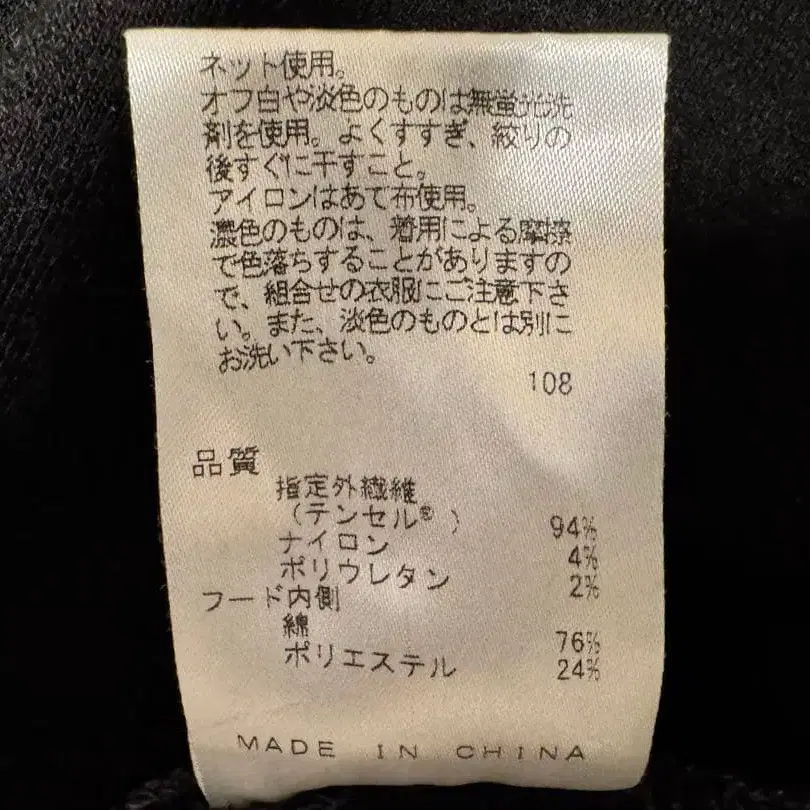 ネット使用。
オフ白や淡色のものは無蛍光洗
剤を使用。よくすすぎ、絞りの
後すぐに干すこと。
アイロンはあて布使用。
濃色のものは、着用による摩擦
で色落ちすることがありますの
で、組合せの衣服にご注意下さ
い。また、淡色のものとは別に
お洗い下さい。
108
品質
指定外繊維
（テンセル®） 94%
ナイロン 4%
ポリウレタン 2%
フード内側
綿 76%
ポリエステル 24%
MADE IN CHINA